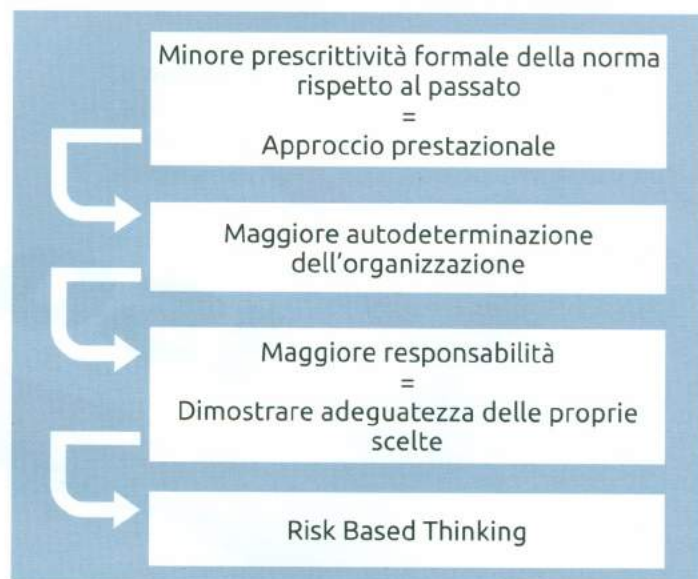 Minore prescrittività formale della norma
rispetto al passato
=
Approccio prestazionale
Maggiore autodeterminazione
dell'organizzazione
Maggiore responsabilità
=
Dimostrare adeguatezza delle proprie
scelte
Risk Based Thinking